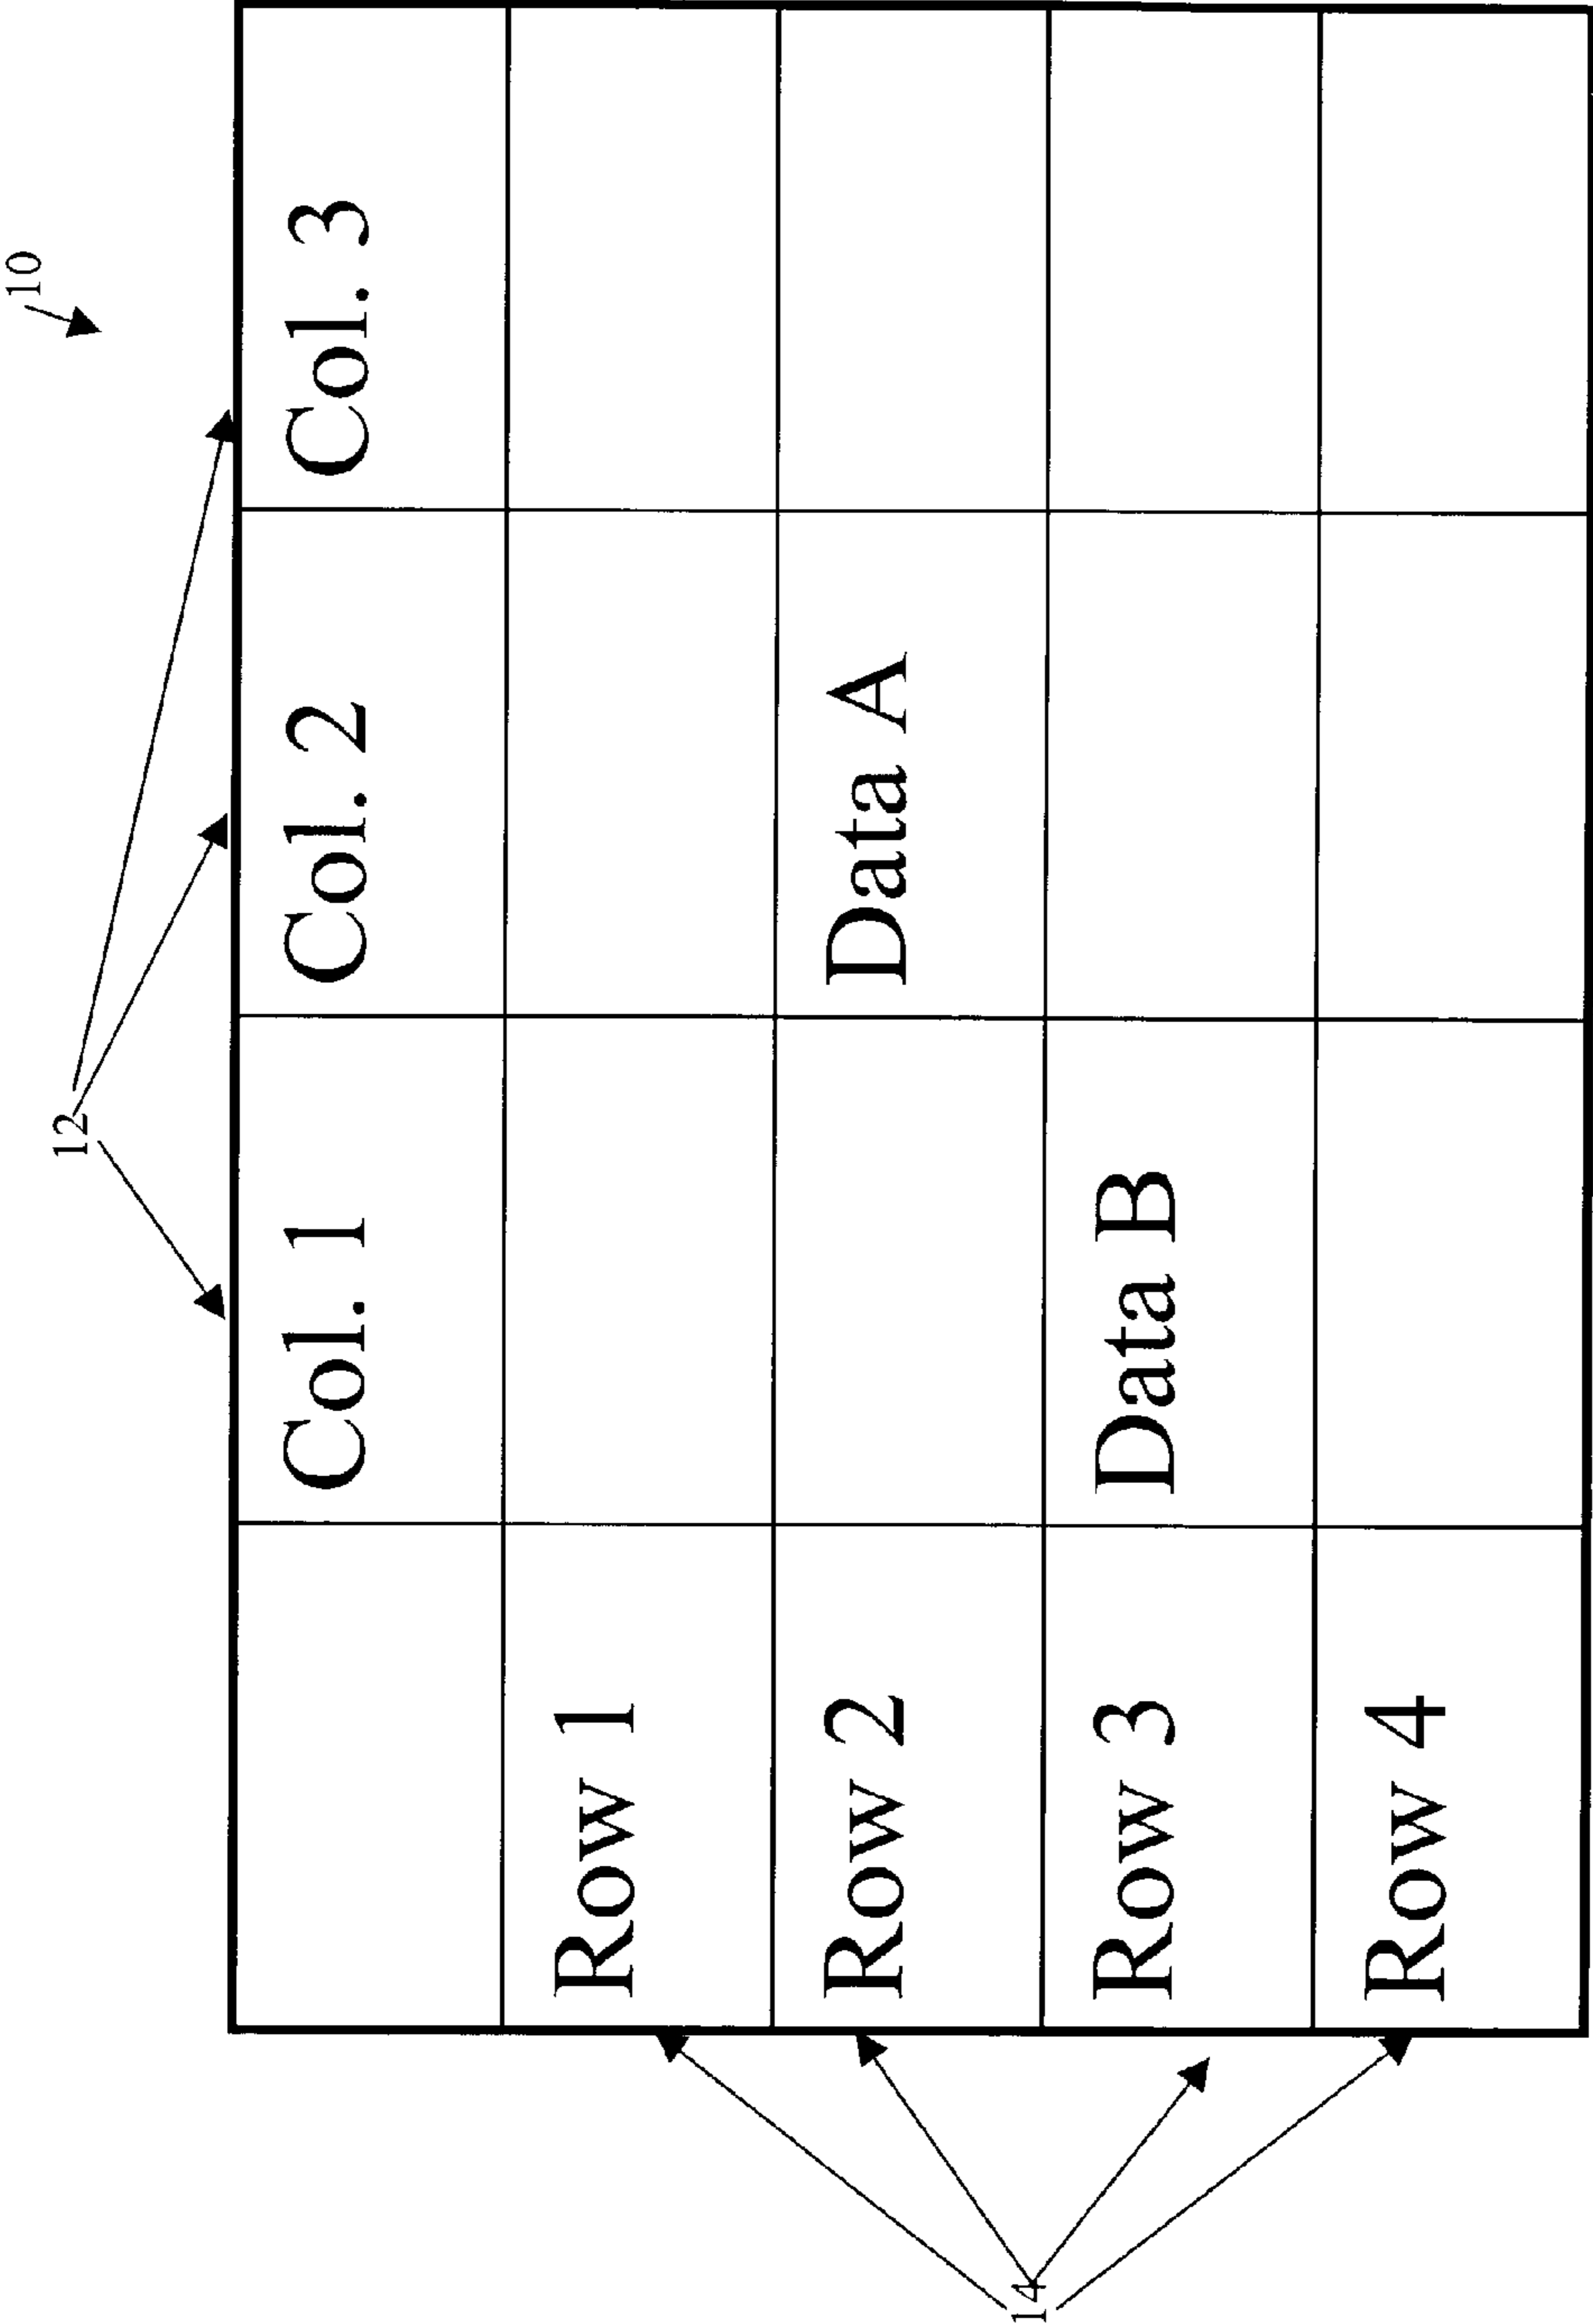 10
12
Col. 1 Col. 2 Col. 3
Row 1
Row 2 Data A
Row 3 Data B
Row 4
14